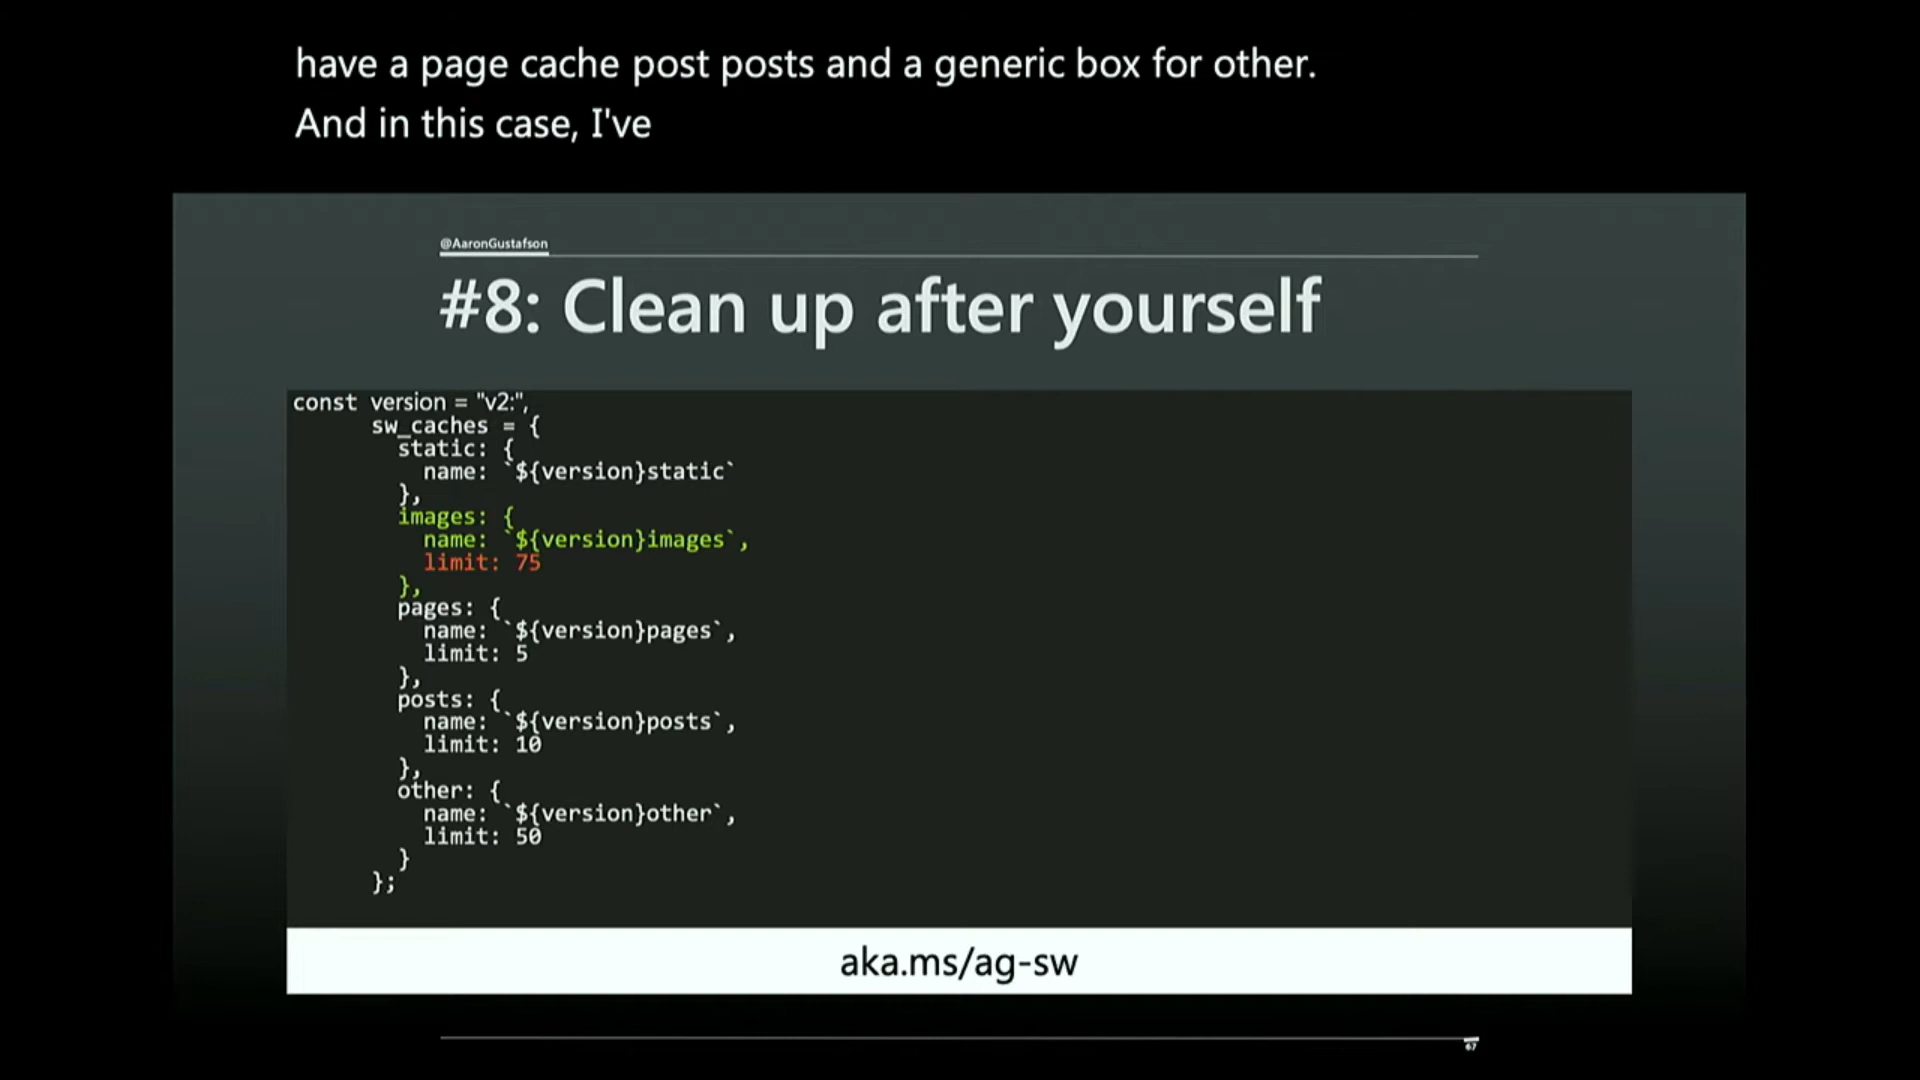 have a page cache post posts and a generic box for other.
And in this case, I've
@AaronGustafson
#8: Clean up after yourself
const version = "v2:",
sw_caches = {
static: {
name: `${version}static`
},
images: {
name: `${version}images`,
limit: 75
},
pages: {
name: `${version}pages`,
limit: 5
},
posts: {
name: `${version}posts`,
limit: 10
},
other: {
name: `${version}other`,
limit: 50
}
};
aka.ms/ag-sw
67